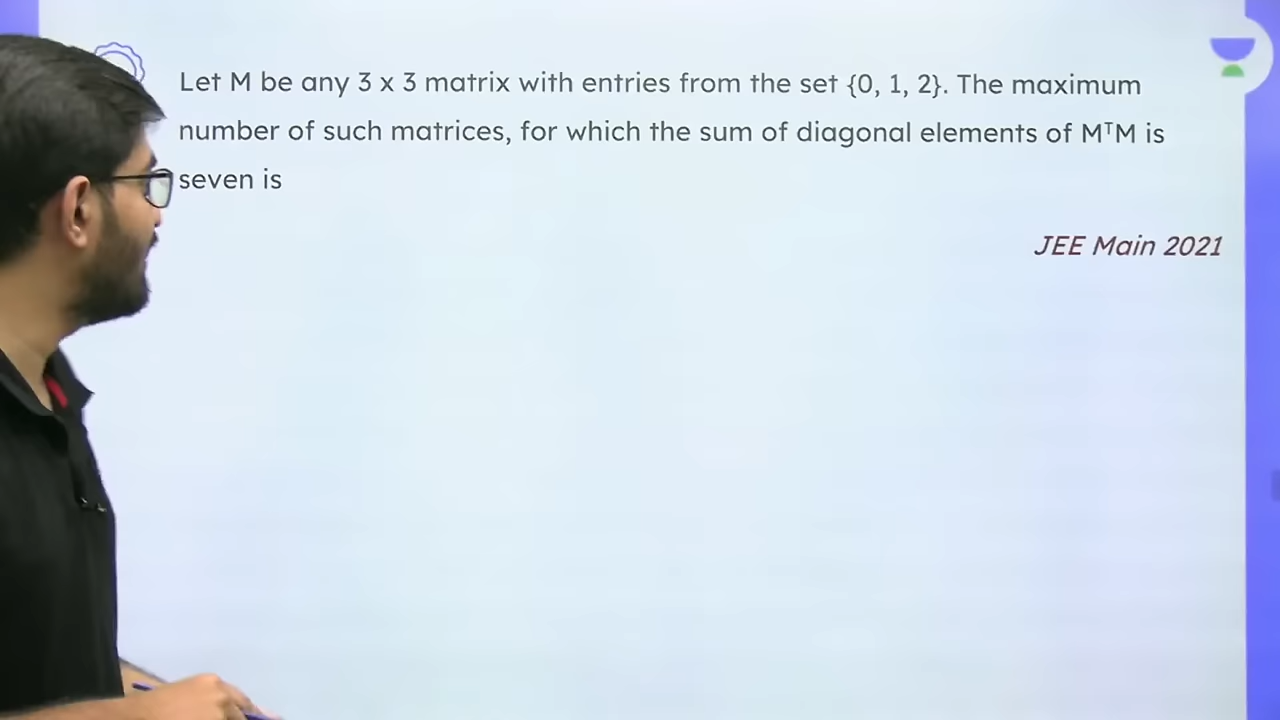 Let M be any 3 x 3 matrix with entries from the set {0, 1, 2}. The maximum
number of such matrices, for which the sum of diagonal elements of MᵀM is
seven is
JEE Main 2021